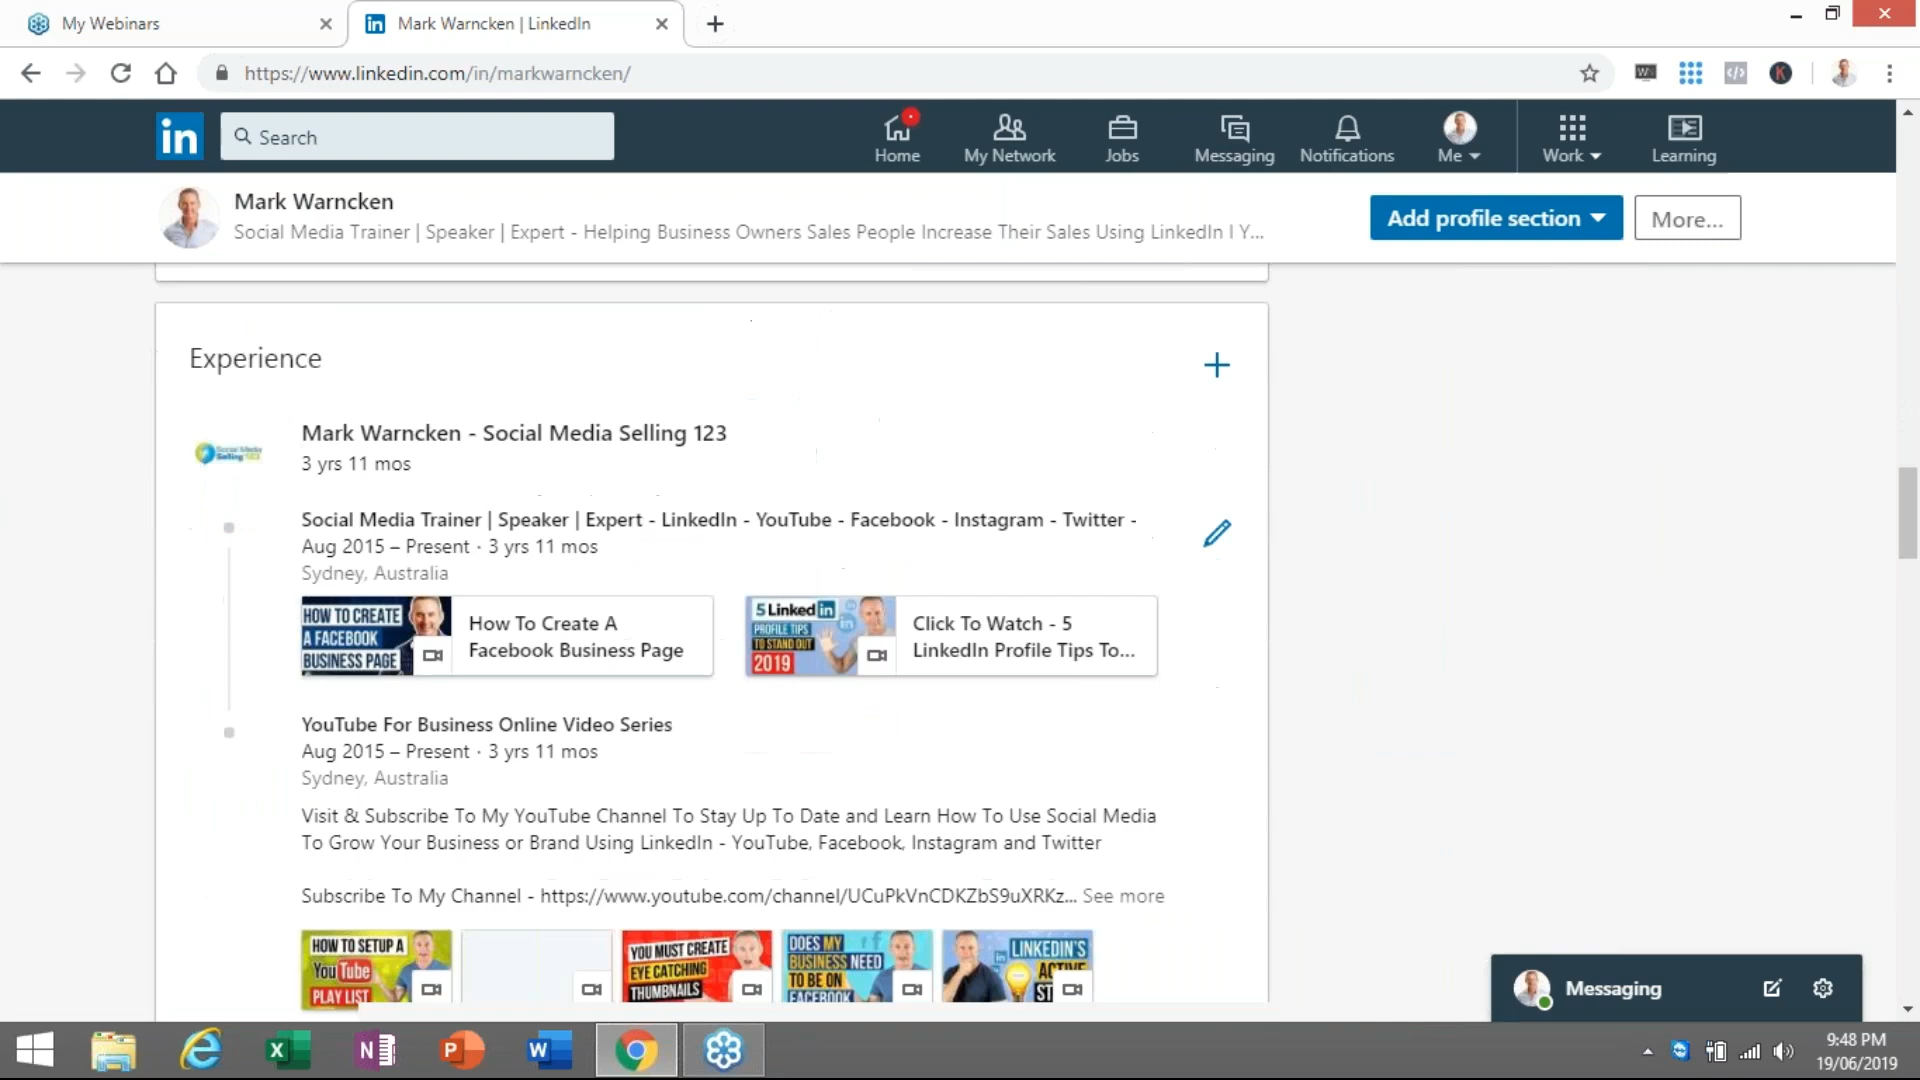 My Webinars
Mark Warncken | LinkedIn
https://www.linkedin.com/in/markwarncken/
in
Search
Home
My Network
Jobs
Messaging
Notifications
Me
Work
Learning
Mark Warncken
Social Media Trainer | Speaker | Expert - Helping Business Owners Sales People Increase Their Sales Using LinkedIn I Y...
Add profile section
More...
Experience
Social Media
Selling 123
Mark Warncken - Social Media Selling 123
3 yrs 11 mos
Social Media Trainer | Speaker | Expert - LinkedIn - YouTube - Facebook - Instagram - Twitter -
Aug 2015 – Present · 3 yrs 11 mos
Sydney, Australia
HOW TO CREATE
A FACEBOOK
BUSINESS PAGE
How To Create A
Facebook Business Page
5 Linked in
PROFILE TIPS
TO STAND OUT
2019
Click To Watch - 5
LinkedIn Profile Tips To...
YouTube For Business Online Video Series
Aug 2015 – Present · 3 yrs 11 mos
Sydney, Australia
Visit & Subscribe To My YouTube Channel To Stay Up To Date and Learn How To Use Social Media
To Grow Your Business or Brand Using LinkedIn - YouTube, Facebook, Instagram and Twitter
Subscribe To My Channel - https://www.youtube.com/channel/UCuPkVnCDKZbS9uXRKz... See more
HOW TO SETUP A
YouTube
PLAY LIST
YOU MUST CREATE
EYE CATCHING
THUMBNAILS
DOES MY
BUSINESS NEED
TO BE ON
FACEBOOK
LINKEDIN'S
Messaging
9:48 PM
19/06/2019